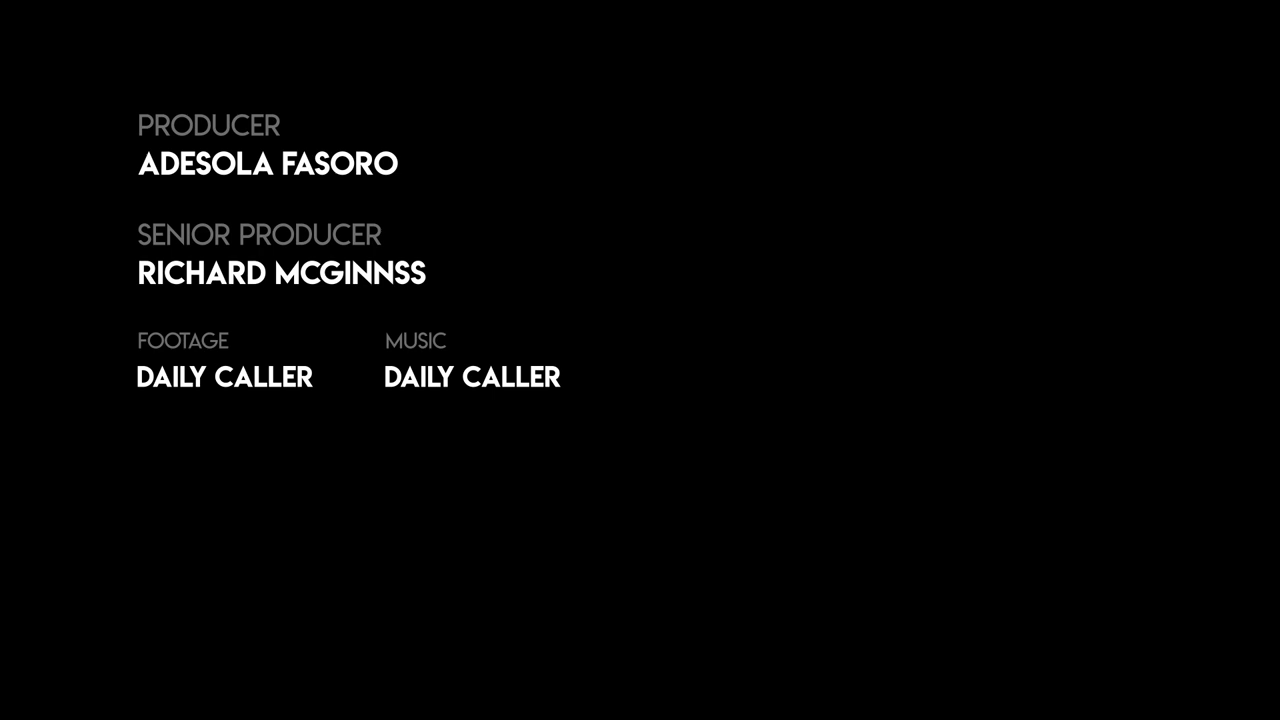 PRODUCER
ADESOLA FASORO
SENIOR PRODUCER
RICHARD MCGINNSS
FOOTAGE MUSIC
DAILY CALLER DAILY CALLER